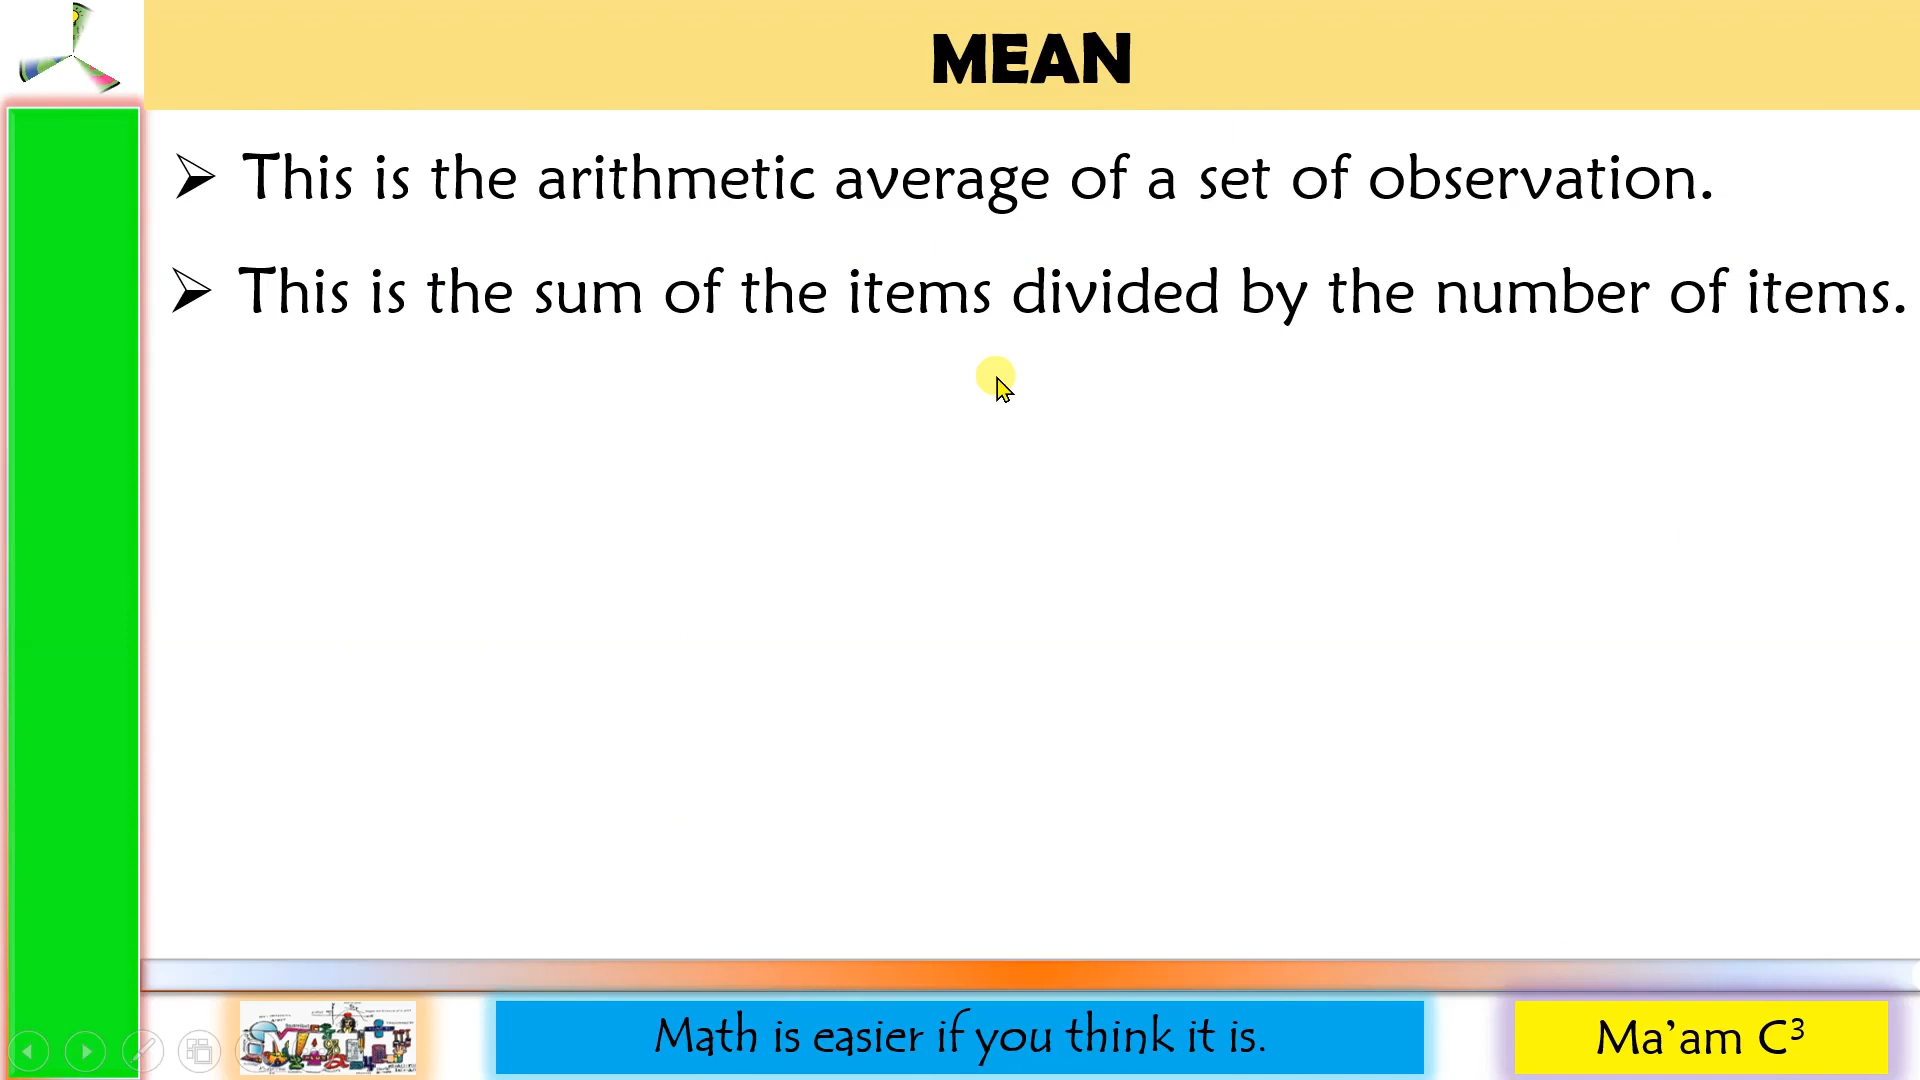 MEAN
➢ This is the arithmetic average of a set of observation.
➢ This is the sum of the items divided by the number of items.
MATH
Math is easier if you think it is.
Ma’am C³